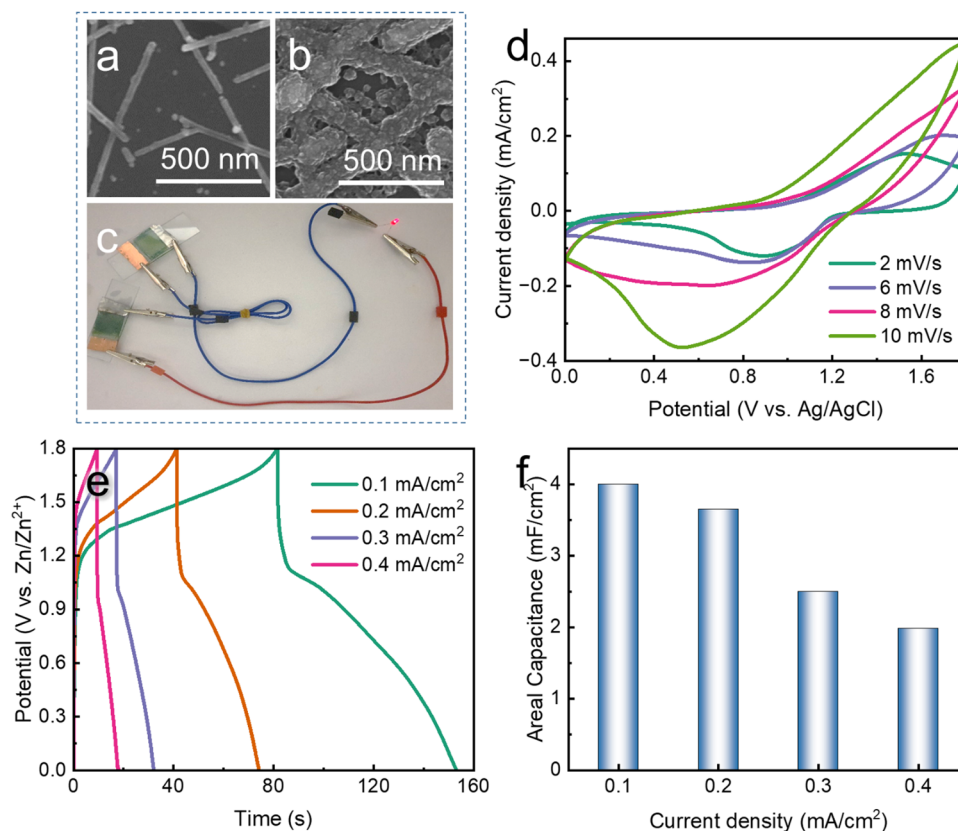 a
500 nm
b
500 nm
c
d
Current density (mA/cm²)
0.4
0.2
0.0
−0.2
−0.4
2 mV/s
6 mV/s
8 mV/s
10 mV/s
0.0 0.4 0.8 1.2 1.6
Potential (V vs. Ag/AgCl)
e
Potential (V vs. Zn/Zn²⁺)
1.8
1.5
1.2
0.9
0.6
0.3
0.0
0.1 mA/cm²
0.2 mA/cm²
0.3 mA/cm²
0.4 mA/cm²
0 40 80 120 160
Time (s)
f
Areal Capacitance (mF/cm²)
4
3
2
1
0
0.1 0.2 0.3 0.4
Current density (mA/cm²)